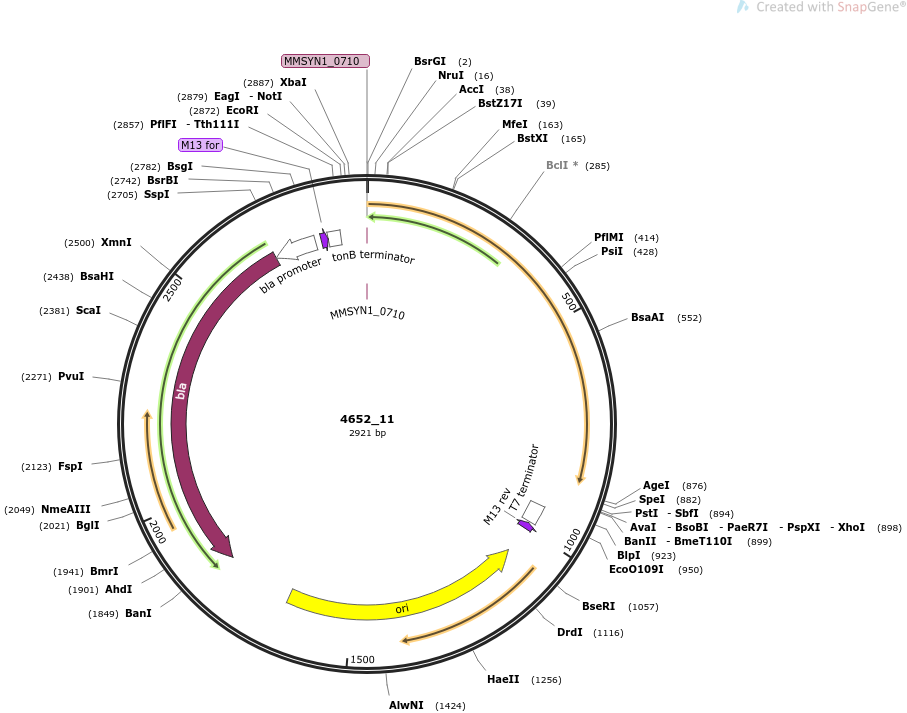 Created with SnapGene®
MMSYN1_0710
(2887) XbaI
(2879) EagI - NotI
(2872) EcoRI
(2857) PflFI - Tth111I
M13 for
(2782) BsgI
(2742) BsrBI
(2705) SspI
(2500) XmnI
(2438) BsaHI
(2381) ScaI
(2271) PvuI
(2123) FspI
(2049) NmeAIII
(2021) BglI
(1941) BmrI
(1901) AhdI
(1849) BanI
BsrGI (2)
NruI (16)
AccI (38)
BstZ17I (39)
MfeI (163)
BstXI (165)
BclI * (285)
PflMI (414)
PsiI (428)
BsaAI (552)
AgeI (876)
SpeI (882)
PstI - SbfI (894)
AvaI - BsoBI - PaeR7I - PspXI - XhoI (898)
BanII - BmeT110I (899)
BlpI (923)
EcoO109I (950)
BseRI (1057)
DrdI (1116)
HaeII (1256)
AlwNI (1424)
500
1000
1500
2000
2500
bla promoter
tonB terminator
MMSYN1_0710
bla
4652_11
2921 bp
M13 rev
T7 terminator
ori